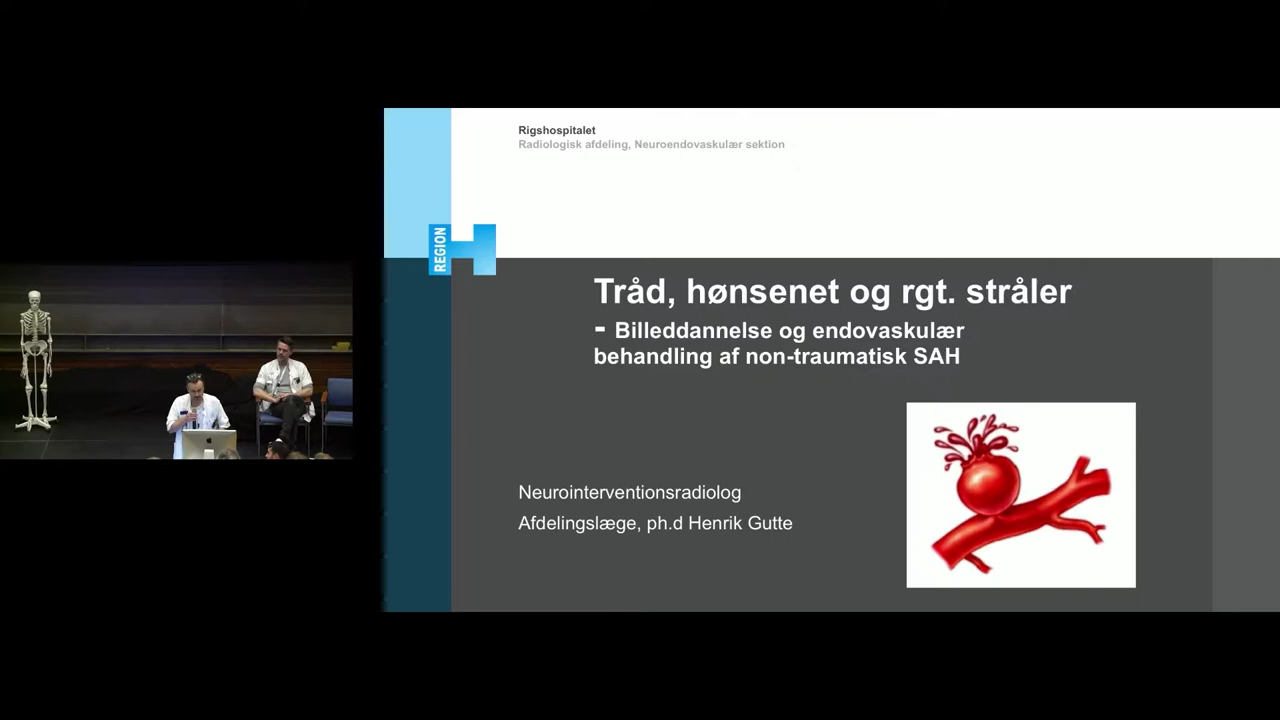 Rigshospitalet
Radiologisk afdeling, Neuroendovaskulær sektion
REGION
Tråd, hønsenet og rgt. stråler
- Billeddannelse og endovaskulær
behandling af non-traumatisk SAH
Neurointerventionsradiolog
Afdelingslæge, ph.d Henrik Gutte